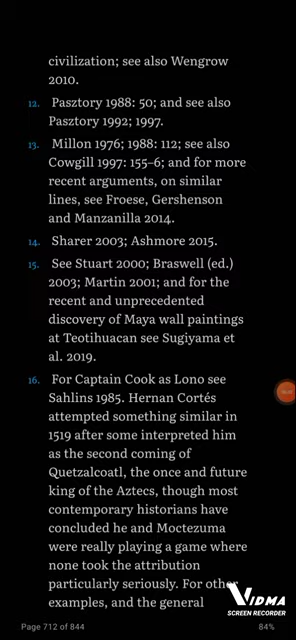 civilization; see also Wengrow
2010.
12. Pasztory 1988: 50; and see also
Pasztory 1992; 1997.
13. Millon 1976; 1988: 112; see also
Cowgill 1997: 155–6; and for more
recent arguments, on similar
lines, see Froese, Gershenson
and Manzanilla 2014.
14. Sharer 2003; Ashmore 2015.
15. See Stuart 2000; Braswell (ed.)
2003; Martin 2001; and for the
recent and unprecedented
discovery of Maya wall paintings
at Teotihuacan see Sugiyama et
al. 2019.
16. For Captain Cook as Lono see
Sahlins 1985. Hernan Cortés
attempted something similar in
1519 after some interpreted him
as the second coming of
Quetzalcoatl, the once and future
king of the Aztecs, though most
contemporary historians have
concluded he and Moctezuma
were really playing a game where
none took the attribution
particularly seriously. For other
examples, and the general
VIDMA
SCREEN RECORDER
Page 712 of 844
84%